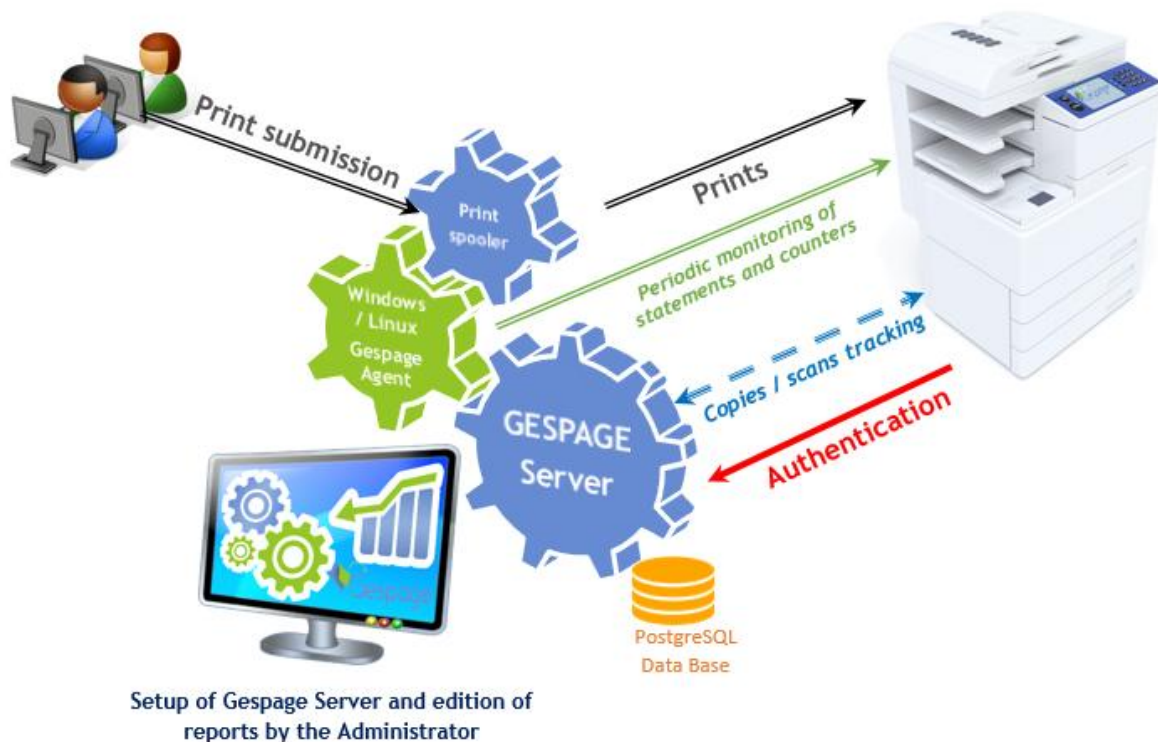 Print submission
Print
spooler
Prints
Periodic monitoring of
statements and counters
Windows
/ Linux
Gespage
Agent
Copies / scans tracking
GESPAGE
Server
Authentication
Gespage
PostgreSQL
Data Base
Setup of Gespage Server and edition of
reports by the Administrator